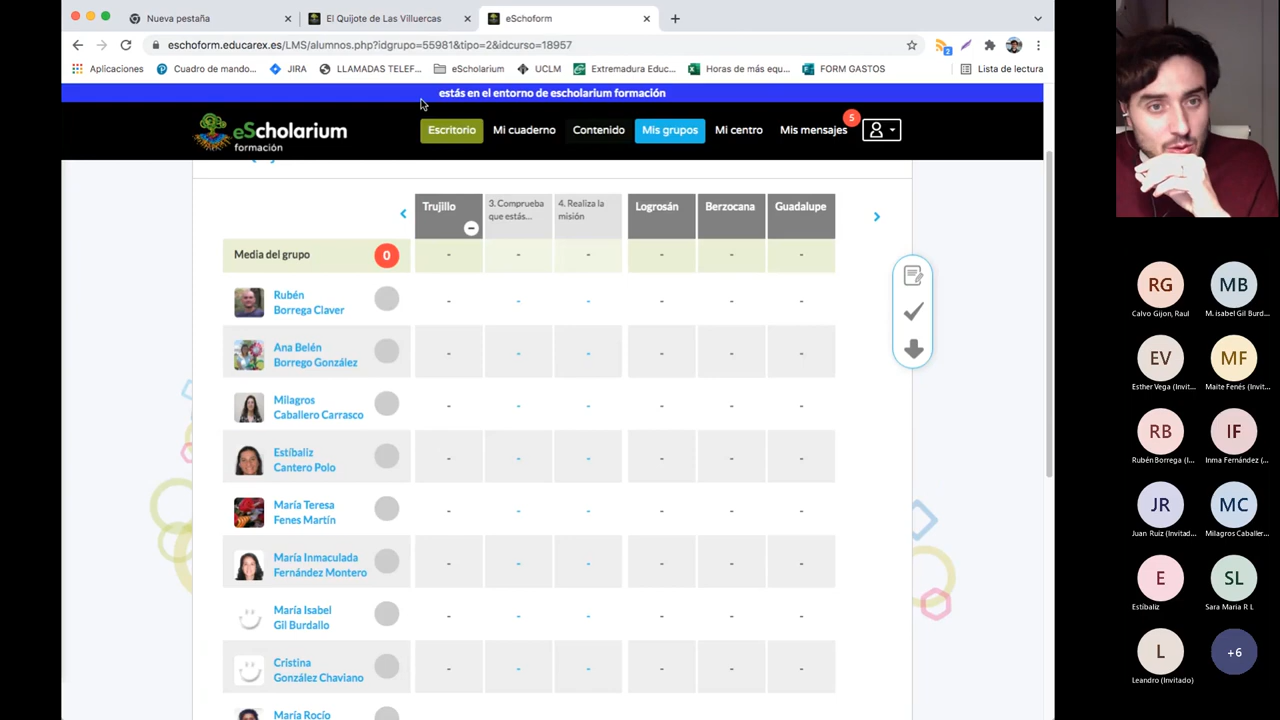 Nueva pestaña
El Quijote de Las Villuercas
eSchoform
eschoform.educarex.es/LMS/alumnos.php?idgrupo=55981&tipo=2&idcurso=18957
2
Aplicaciones
Cuadro de mando...
JIRA
LLAMADAS TELEF...
eScholarium
UCLM
Extremadura Educ...
Horas de más equ...
FORM GASTOS
Lista de lectura
estás en el entorno de escholarium formación
eScholarium
formación
Escritorio
Mi cuaderno
Contenido
Mis grupos
Mi centro
Mis mensajes
5
Trujillo
3. Comprueba
que estás...
4. Realiza la
misión
Logrosán
Berzocana
Guadalupe
Media del grupo
0
- - - - - -
Rubén
Borrega Claver
- - - - - -
Ana Belén
Borrego González
- - - - - -
Milagros
Caballero Carrasco
- - - - - -
Estíbaliz
Cantero Polo
- - - - - -
María Teresa
Fenes Martín
- - - - - -
María Inmaculada
Fernández Montero
- - - - - -
María Isabel
Gil Burdallo
- - - - - -
Cristina
González Chaviano
- - - - - -
María Rocío
RG
Calvo Gijon, Raul
MB
M. isabel Gil Burd...
EV
Esther Vega (Invit...
MF
Maite Fenés (Invit...
RB
Rubén Borrega (I...
IF
Inma Fernández (...
JR
Juan Ruiz (Invitad...
MC
Milagros Caballer...
E
Estíbaliz
SL
Sara Maria R L
L
Leandro (Invitado)
+6